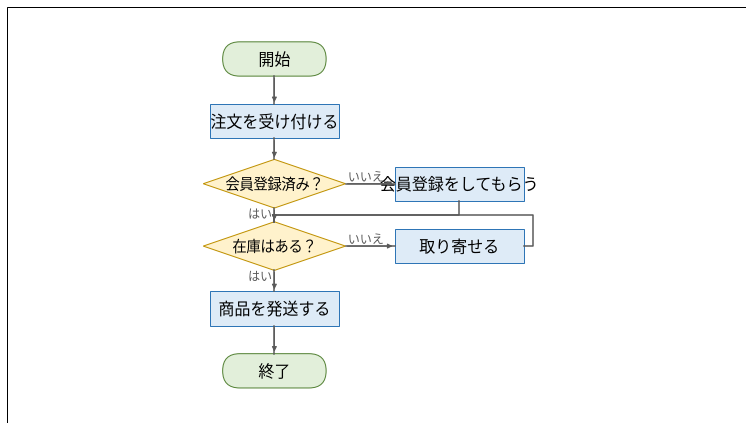 開始
注文を受け付ける
会員登録済み？
いいえ
会員登録をしてもらう
はい
在庫はある？
いいえ
取り寄せる
はい
商品を発送する
終了